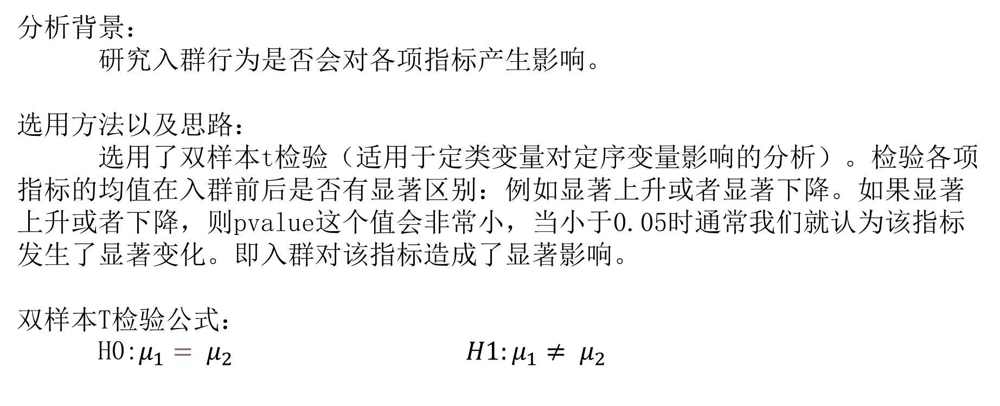 分析背景：
研究入群行为是否会对各项指标产生影响。
选用方法以及思路：
选用了双样本t检验（适用于定类变量对定序变量影响的分析）。检验各项
指标的均值在入群前后是否有显著区别：例如显著上升或者显著下降。如果显著
上升或者下降，则pvalue这个值会非常小，当小于0.05时通常我们就认为该指标
发生了显著变化。即入群对该指标造成了显著影响。
双样本T检验公式：
H0:μ₁ = μ₂ H1:μ₁ ≠ μ₂